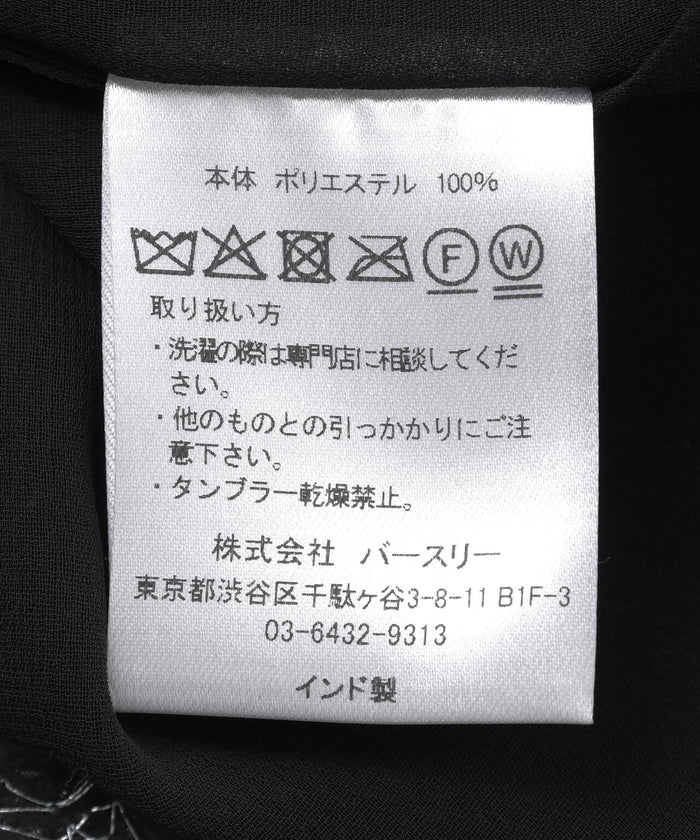 本体 ポリエステル 100%
F W
取り扱い方
・洗濯の際は専門店に相談してくだ
さい。
・他のものとの引っかかりにご注
意下さい。
・タンブラー乾燥禁止。
株式会社 バースリー
東京都渋谷区千駄ヶ谷3-8-11 B1F-3
03-6432-9313
インド製